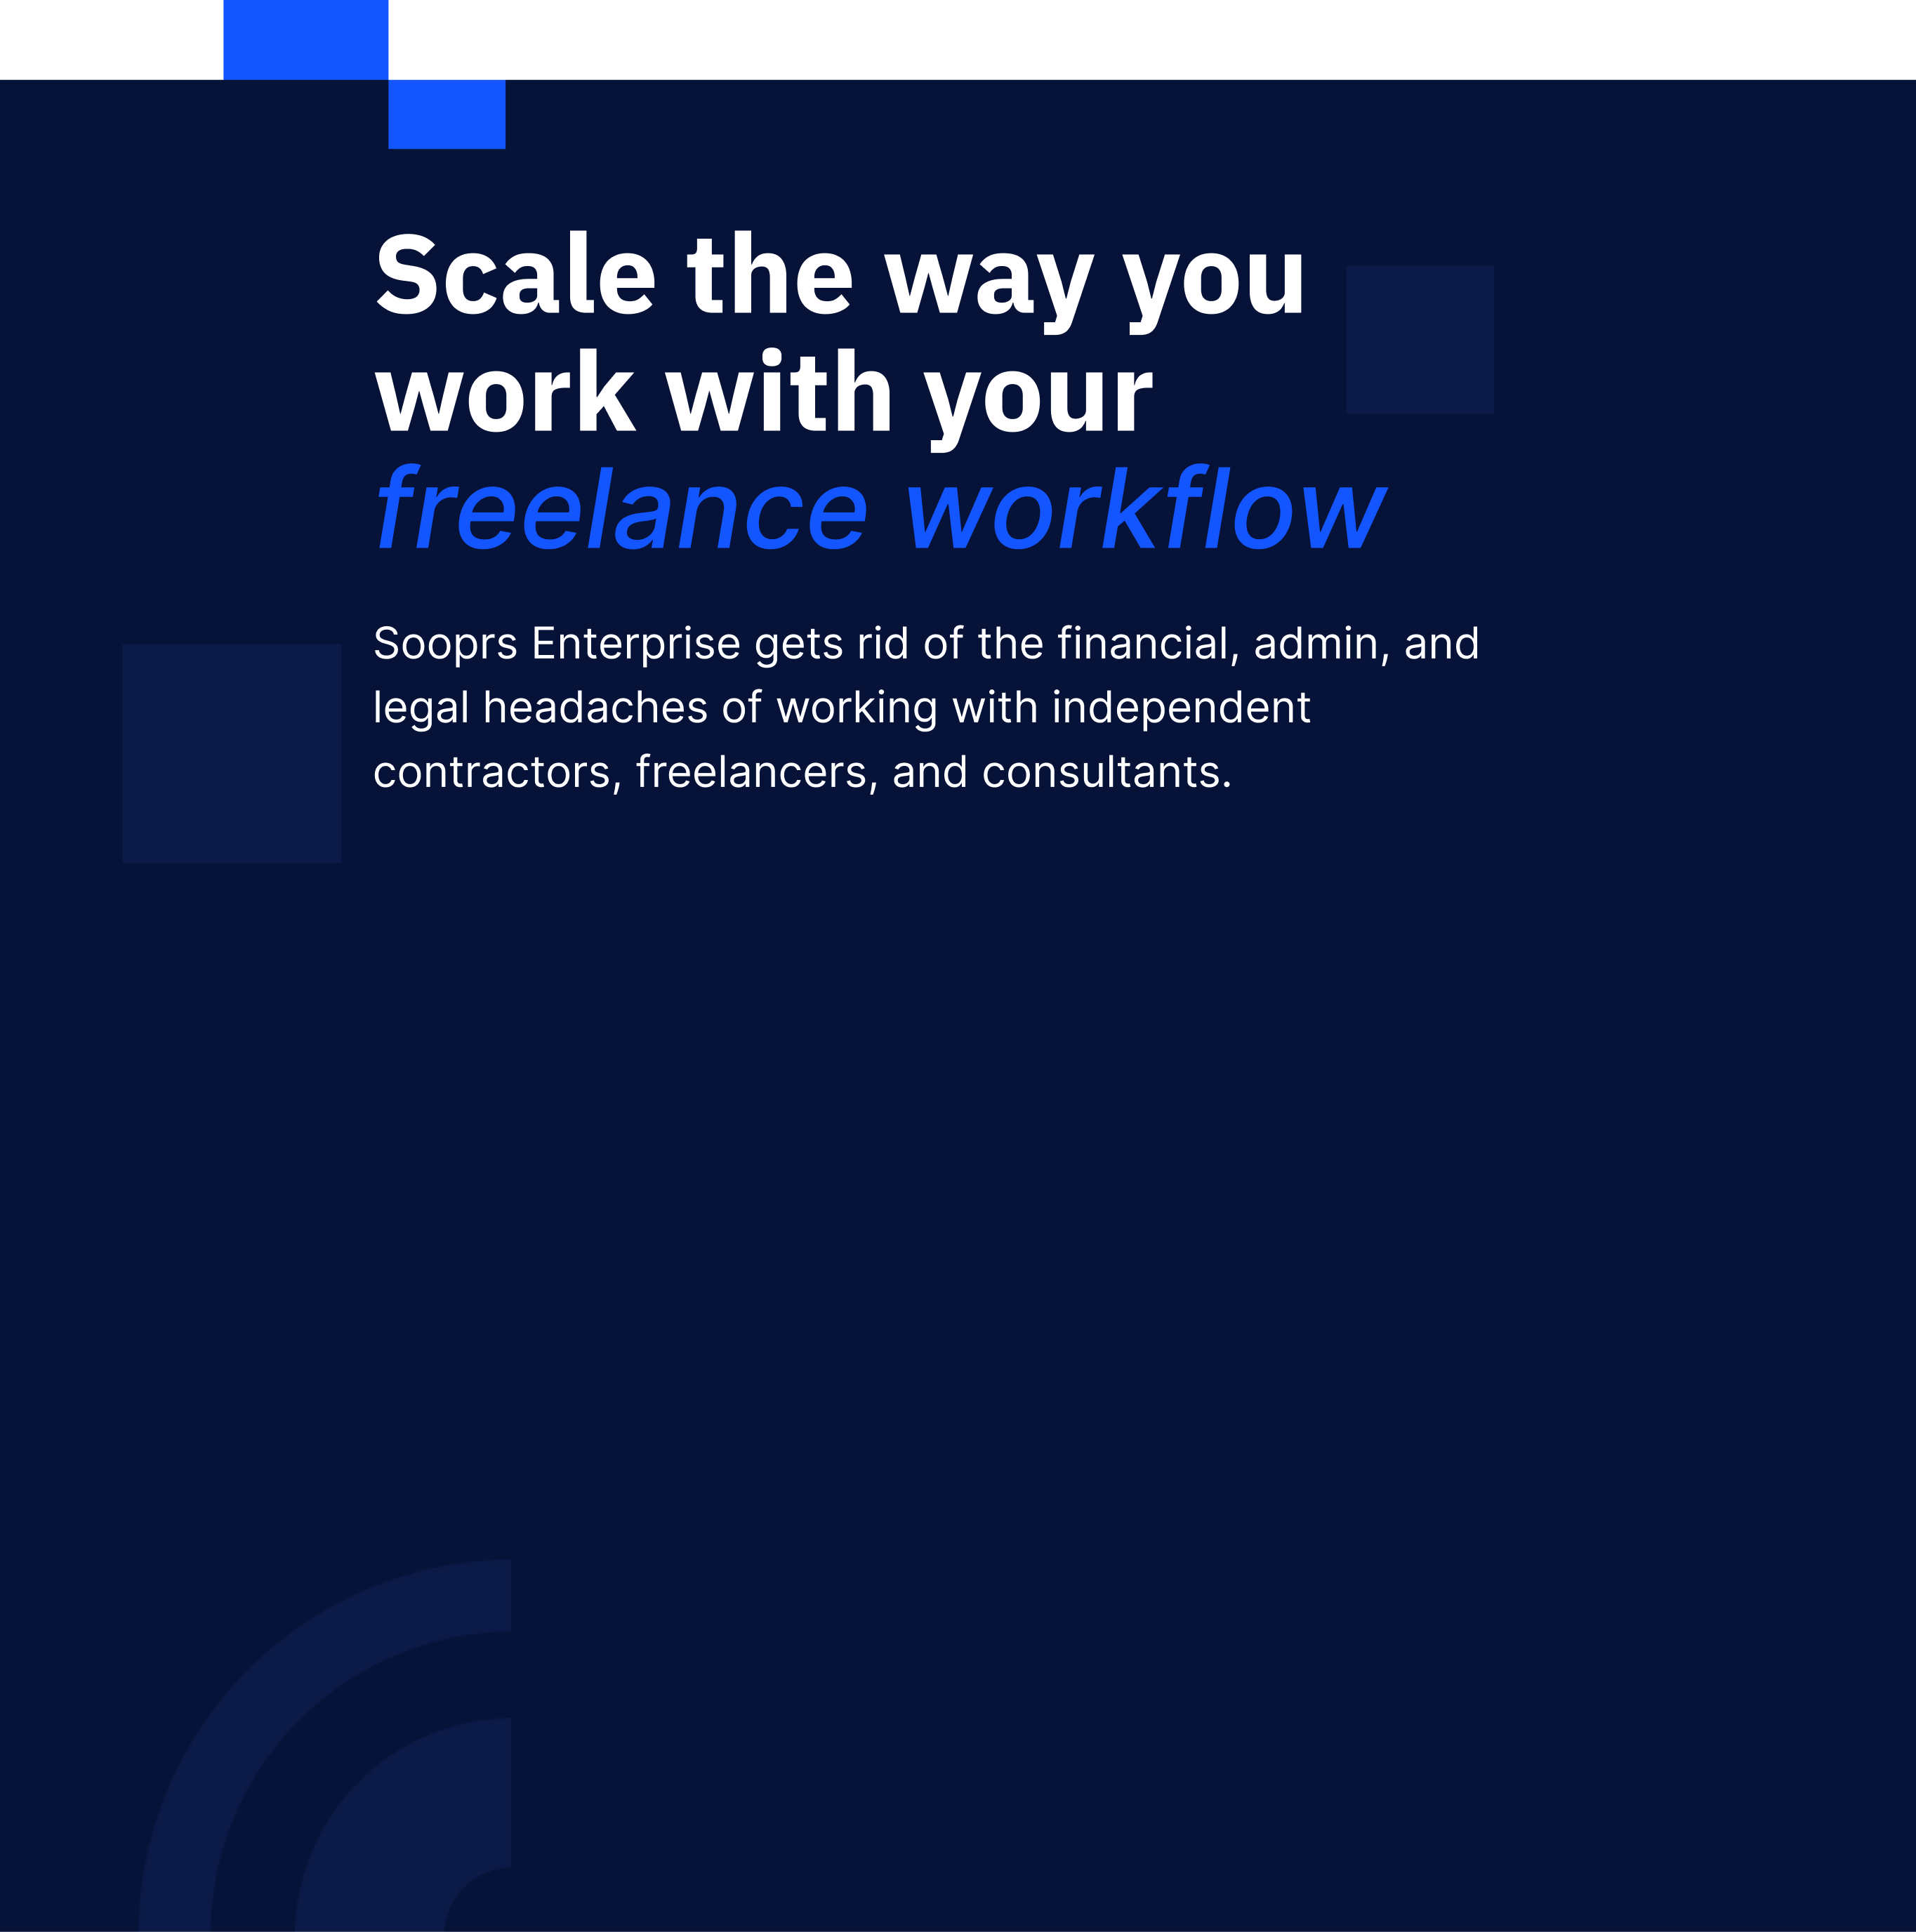 Scale the way you
work with your
freelance workflow
Sooprs Enterprise gets rid of the financial, admin, and
legal headaches of working with independent
contractors, freelancers, and consultants.